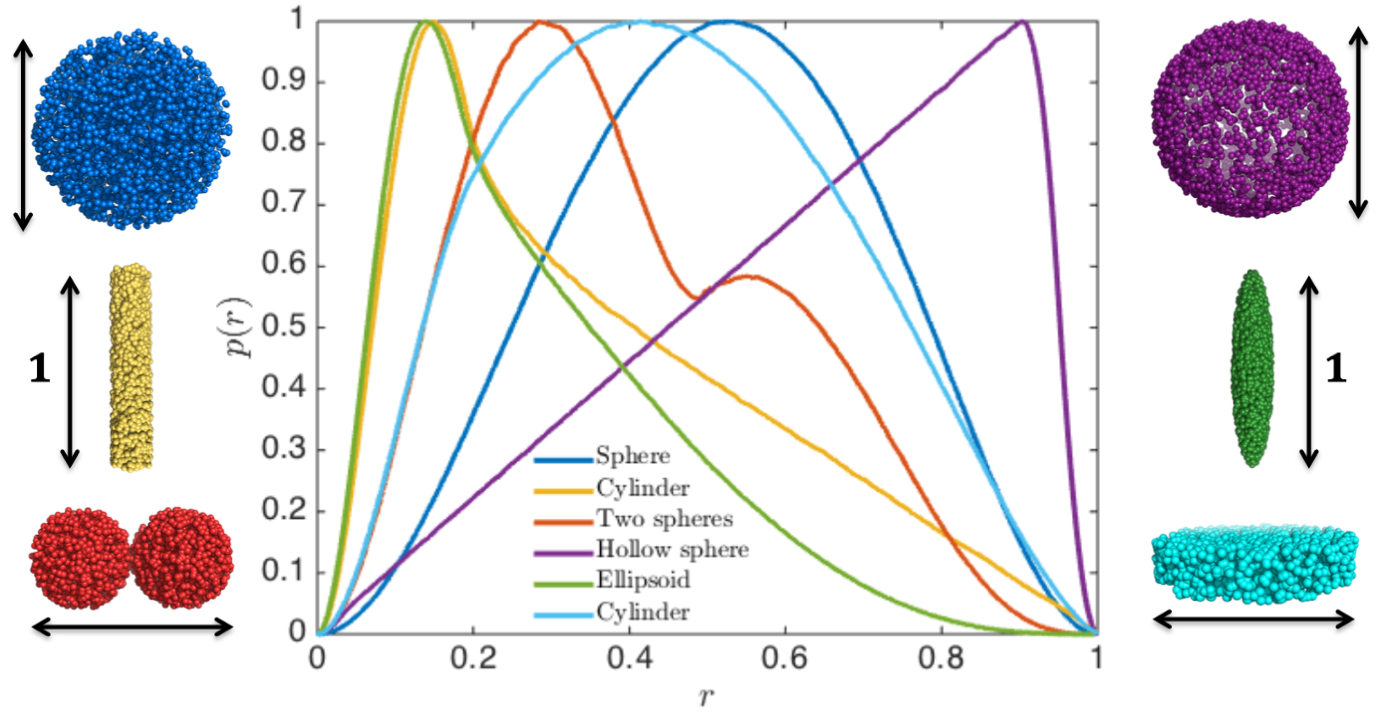 1
0.9
0.8
0.7
0.6
0.5
0.4
0.3
0.2
0.1
0
p(r)
0 0.2 0.4 0.6 0.8 1
r
Sphere
Cylinder
Two spheres
Hollow sphere
Ellipsoid
Cylinder
1
1